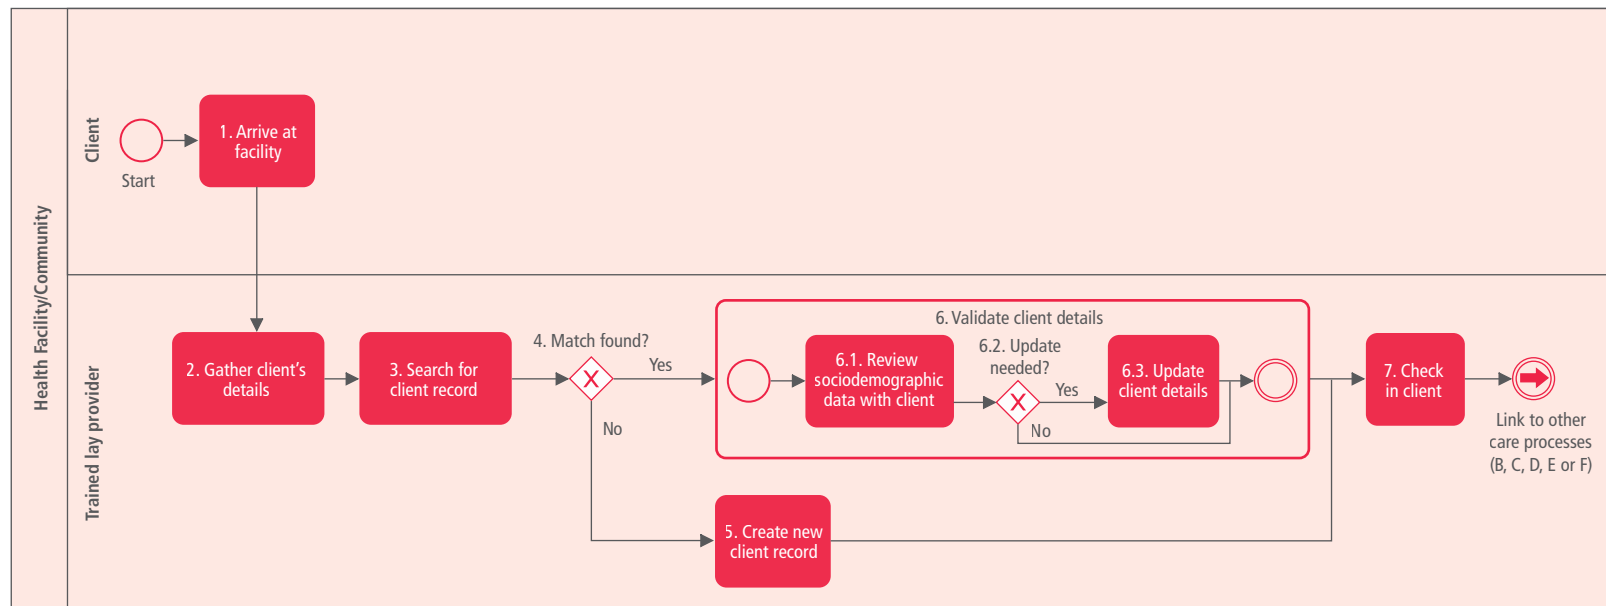 Health Facility/Community
Client
Start
1. Arrive at
facility
Trained lay provider
2. Gather client's
details
3. Search for
client record
4. Match found?
X
Yes
No
5. Create new
client record
6. Validate client details
6.1. Review
sociodemographic
data with client
6.2. Update
needed?
X
Yes
No
6.3. Update
client details
7. Check
in client
Link to other
care processes
(B, C, D, E or F)